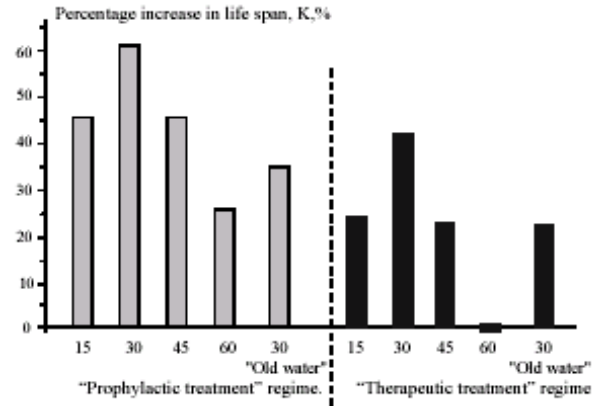 Percentage increase in life span, K,%
60
50
40
30
20
10
0
15 30 45 60 30 15 30 45 60 30
"Old water" "Old water"
“Prophylactic treatment” regime. “Therapeutic treatment” regime